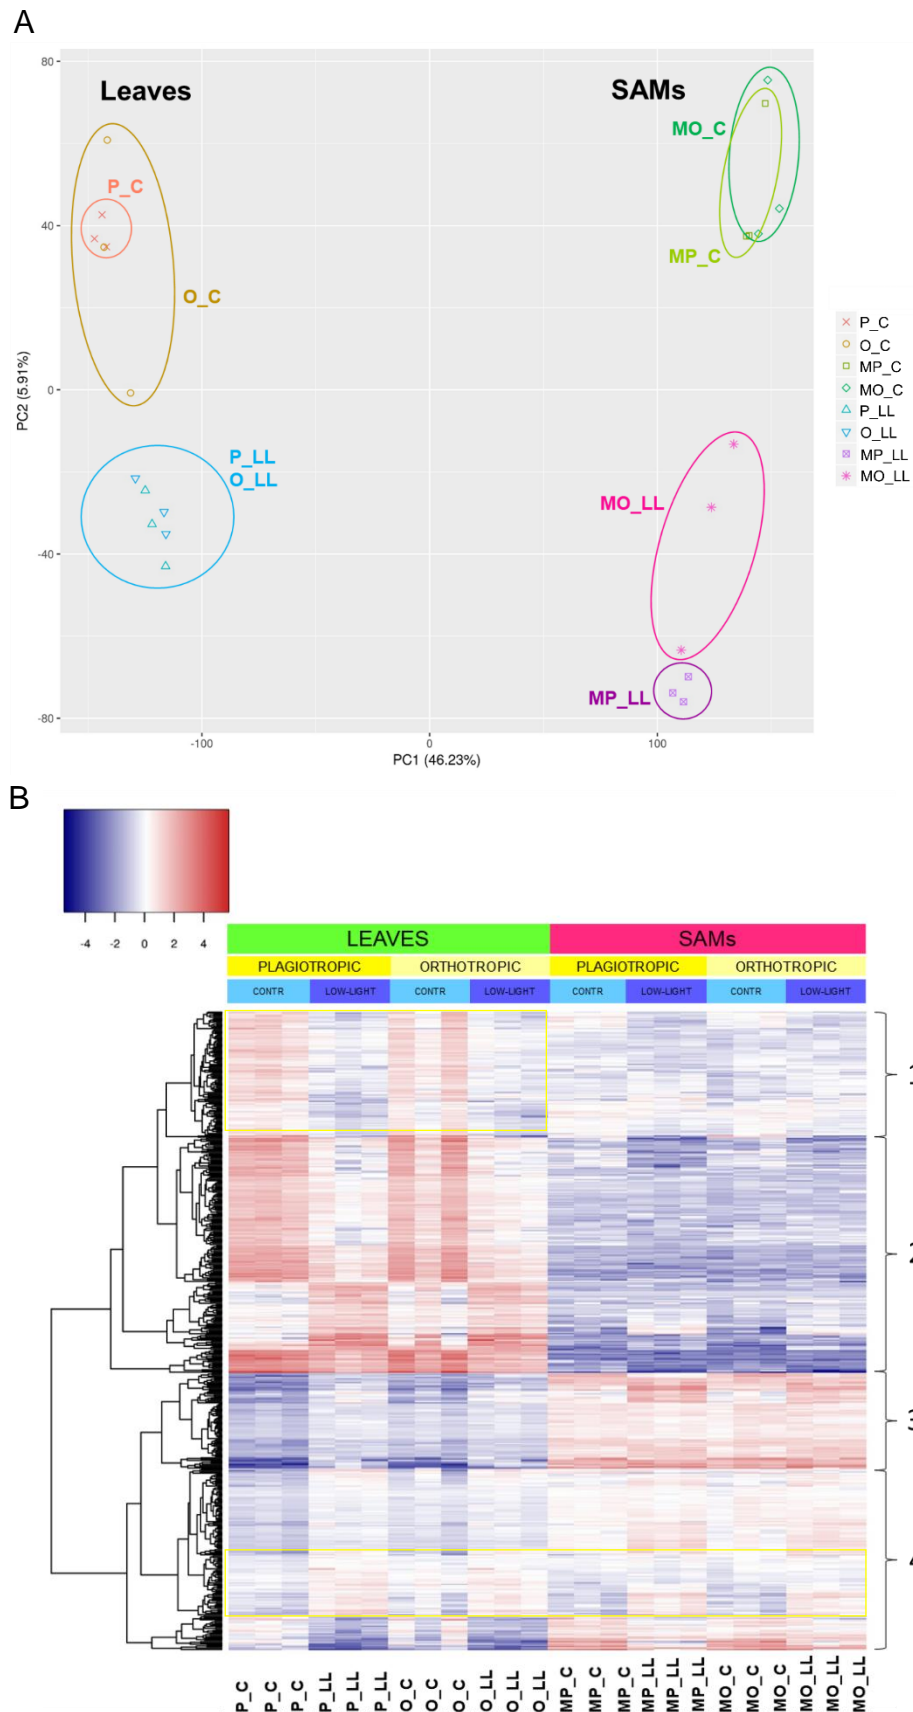 A
80
Leaves
SAMs
MO_C
P_C
40
MP_C
O_C
P_C
O_C
MP_C
MO_C
P_LL
O_LL
MP_LL
MO_LL
PC2 (5.91%)
0
P_LL
O_LL
MO_LL
-40
MP_LL
-80
-100
0
100
PC1 (46.23%)
B
-4 -2 0 2 4
LEAVES SAMs
PLAGIOTROPIC ORTHOTROPIC PLAGIOTROPIC ORTHOTROPIC
CONTR LOW-LIGHT CONTR LOW-LIGHT CONTR LOW-LIGHT CONTR LOW-LIGHT
3
P_C P_C P_C P_LL P_LL P_LL O_C O_C O_C O_LL O_LL O_LL MP_C MP_C MP_C MP_LL MP_LL MP_LL MO_C MO_C MO_C MO_LL MO_LL MO_LL